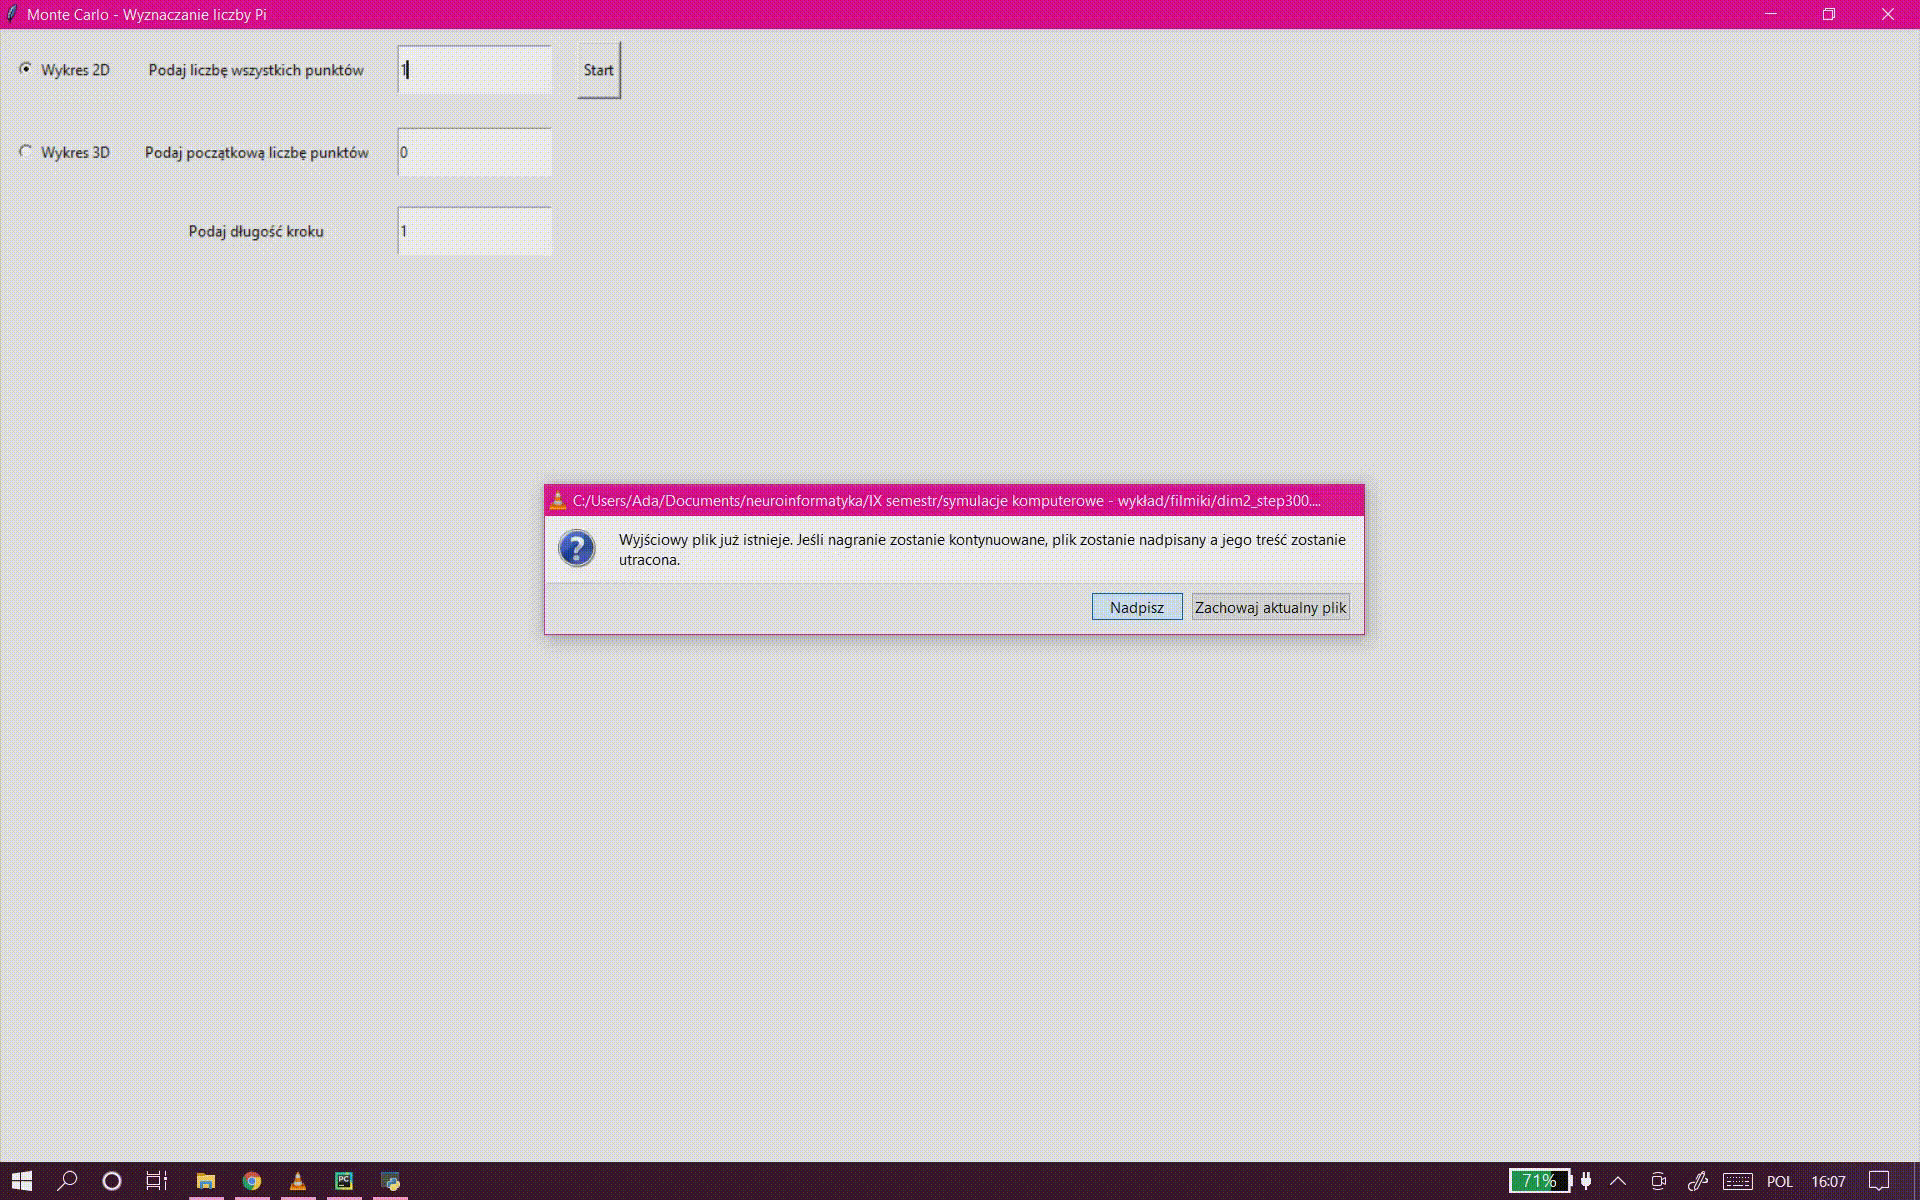 Monte Carlo - Wyznaczanie liczby Pi
Wykres 2D Podaj liczbę wszystkich punktów 1 Start
Wykres 3D Podaj początkową liczbę punktów 0
Podaj długość kroku 1
C:/Users/Ada/Documents/neuroinformatyka/IX semestr/symulacje komputerowe - wykład/filmiki/dim2_step300....
Wyjściowy plik już istnieje. Jeśli nagranie zostanie kontynuowane, plik zostanie nadpisany a jego treść zostanie
utracona.
Nadpisz Zachowaj aktualny plik
PC 71% POL 16:07